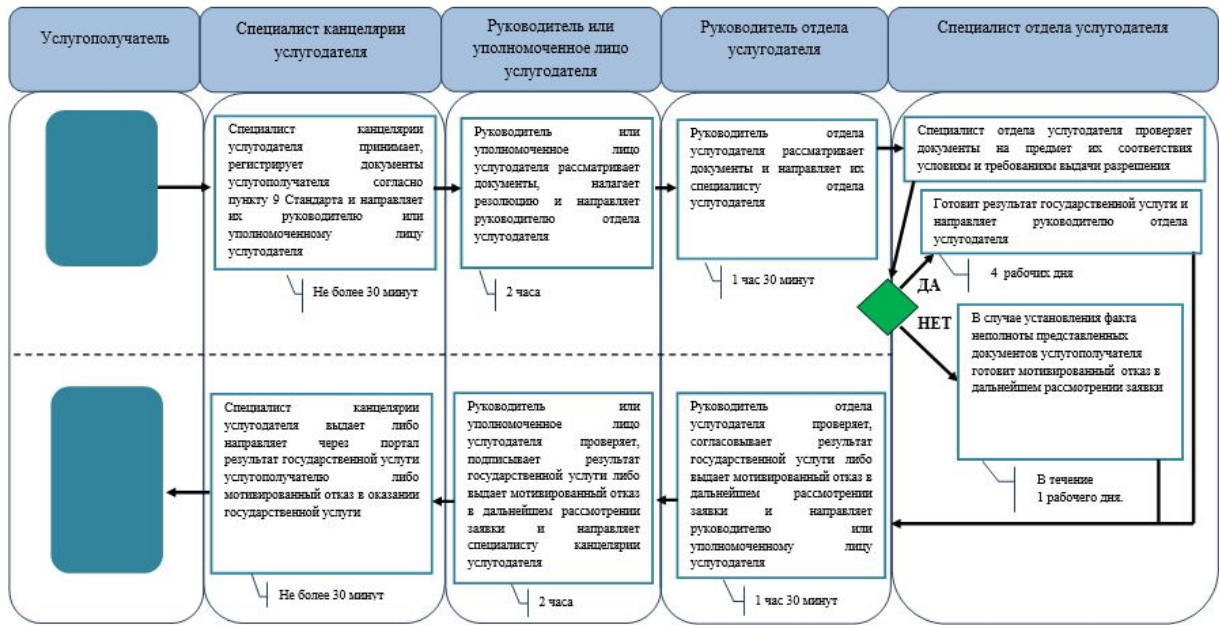 Услугополучатель
Специалист канцелярии
услугодателя
Руководитель или
уполномоченное лицо
услугодателя
Руководитель отдела
услугодателя
Специалист отдела услугодателя
Специалист канцелярии
услугодателя принимает,
регистрирует документы
услугополучателя согласно
пункту 9 Стандарта и направляет
их руководителю или
уполномоченному лицу
услугодателя
Не более 30 минут
Руководитель или
уполномоченное лицо
услугодателя рассматривает
документы, налагает
резолюцию и направляет
руководителю отдела
услугодателя
2 часа
Руководитель отдела
услугодателя рассматривает
документы и направляет их
специалисту отдела
услугодателя
1 час 30 минут
Специалист отдела услугодателя проверяет
документы на предмет их соответствия
условиям и требованиям выдачи разрешения
Готовит результат государственной услуги и
направляет руководителю отдела
услугодателя
4 рабочих дня
ДА
НЕТ
В случае установления факта
неполноты представленных
документов услугополучателя
готовит мотивированный отказ в
дальнейшем рассмотрении заявки
В течение
1 рабочего дня.
Специалист канцелярии
услугодателя выдает либо
направляет через портал
результат государственной услуги
услугополучателю либо
мотивированный отказ в оказании
государственной услуги
Не более 30 минут
Руководитель или
уполномоченное лицо
услугодателя проверяет,
подписывает результат
государственной услуги либо
выдает мотивированный отказ
в дальнейшем рассмотрении
заявки и направляет
специалисту канцелярии
услугодателя
2 часа
Руководитель отдела
услугодателя проверяет,
согласовывает результат
государственной услуги либо
выдает мотивированный отказ в
дальнейшем рассмотрении
заявки и направляет
руководителю или
уполномоченному лицу
услугодателя
1 час 30 минут